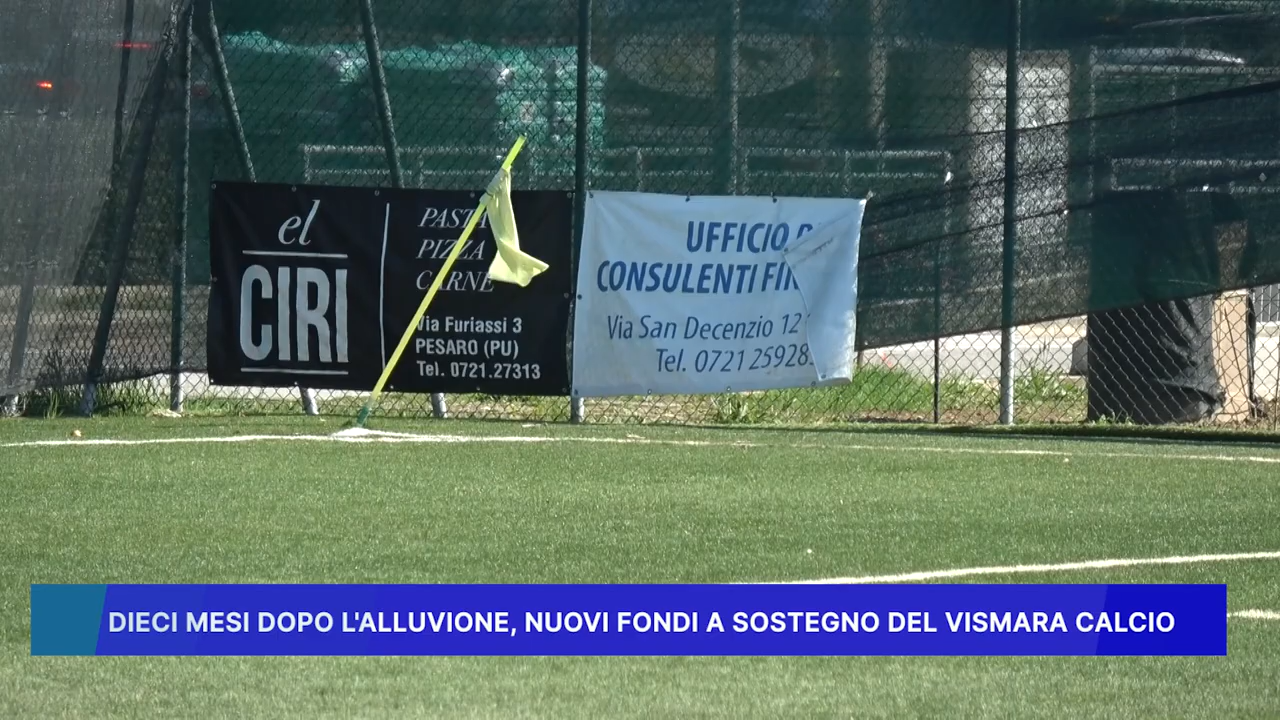 el
CIRI
PASTA
PIZZA
CARNE
Via Furiassi 3
PESARO (PU)
Tel. 0721.27313
UFFICIO
CONSULENTI
Via San Decenzio
Tel. 0721
DIECI MESI DOPO L'ALLUVIONE, NUOVI FONDI A SOSTEGNO DEL VISMARA CALCIO